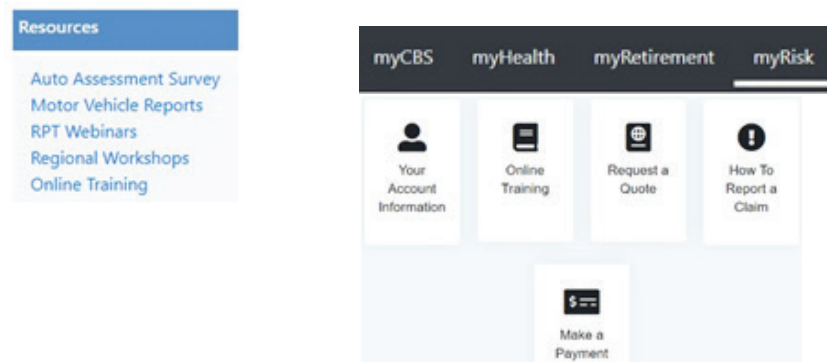 Resources
Auto Assessment Survey
Motor Vehicle Reports
RPT Webinars
Regional Workshops
Online Training
myCBS myHealth myRetirement myRisk
Your
Account
Information
Online
Training
Request a
Quote
How To
Report a
Claim
$
Make a
Payment